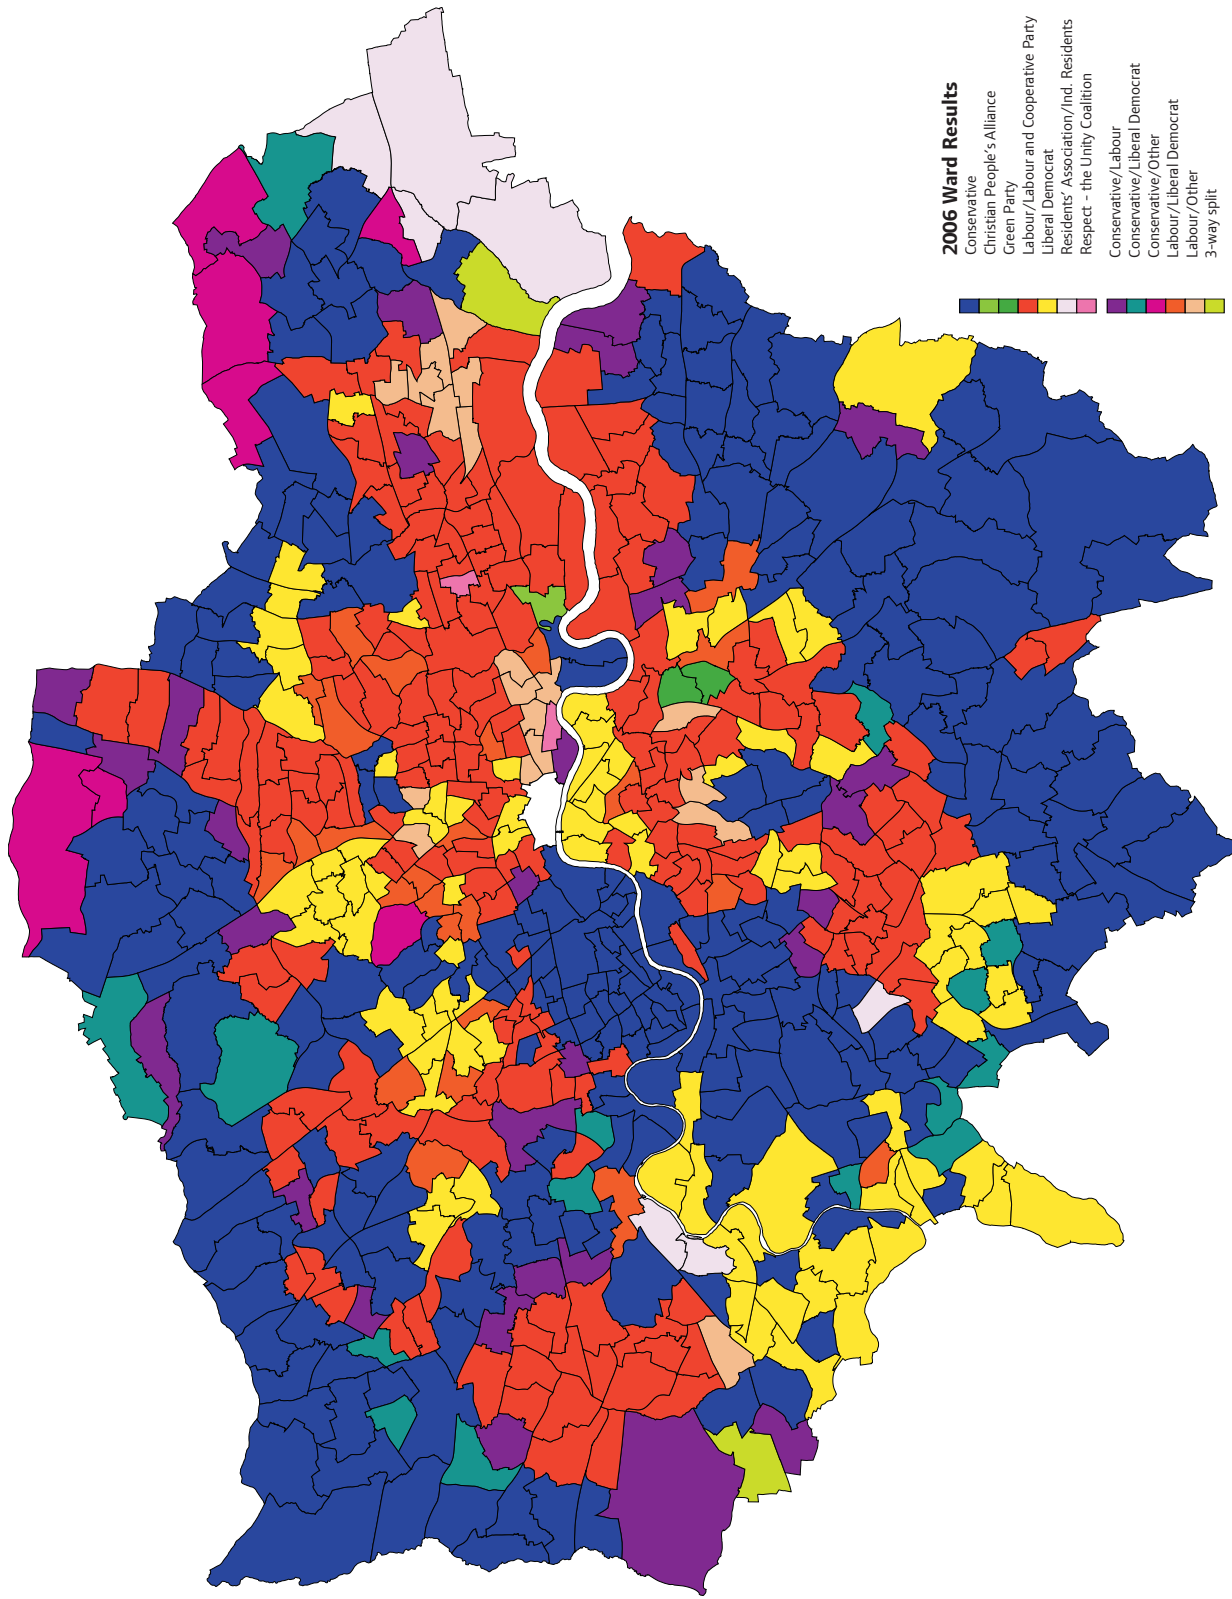 2006 Ward Results
Conservative
Christian People's Alliance
Green Party
Labour/Labour and Cooperative Party
Liberal Democrat
Residents' Association/Ind. Residents
Respect – the Unity Coalition
Conservative/Labour
Conservative/Liberal Democrat
Conservative/Other
Labour/Liberal Democrat
Labour/Other
3-way split